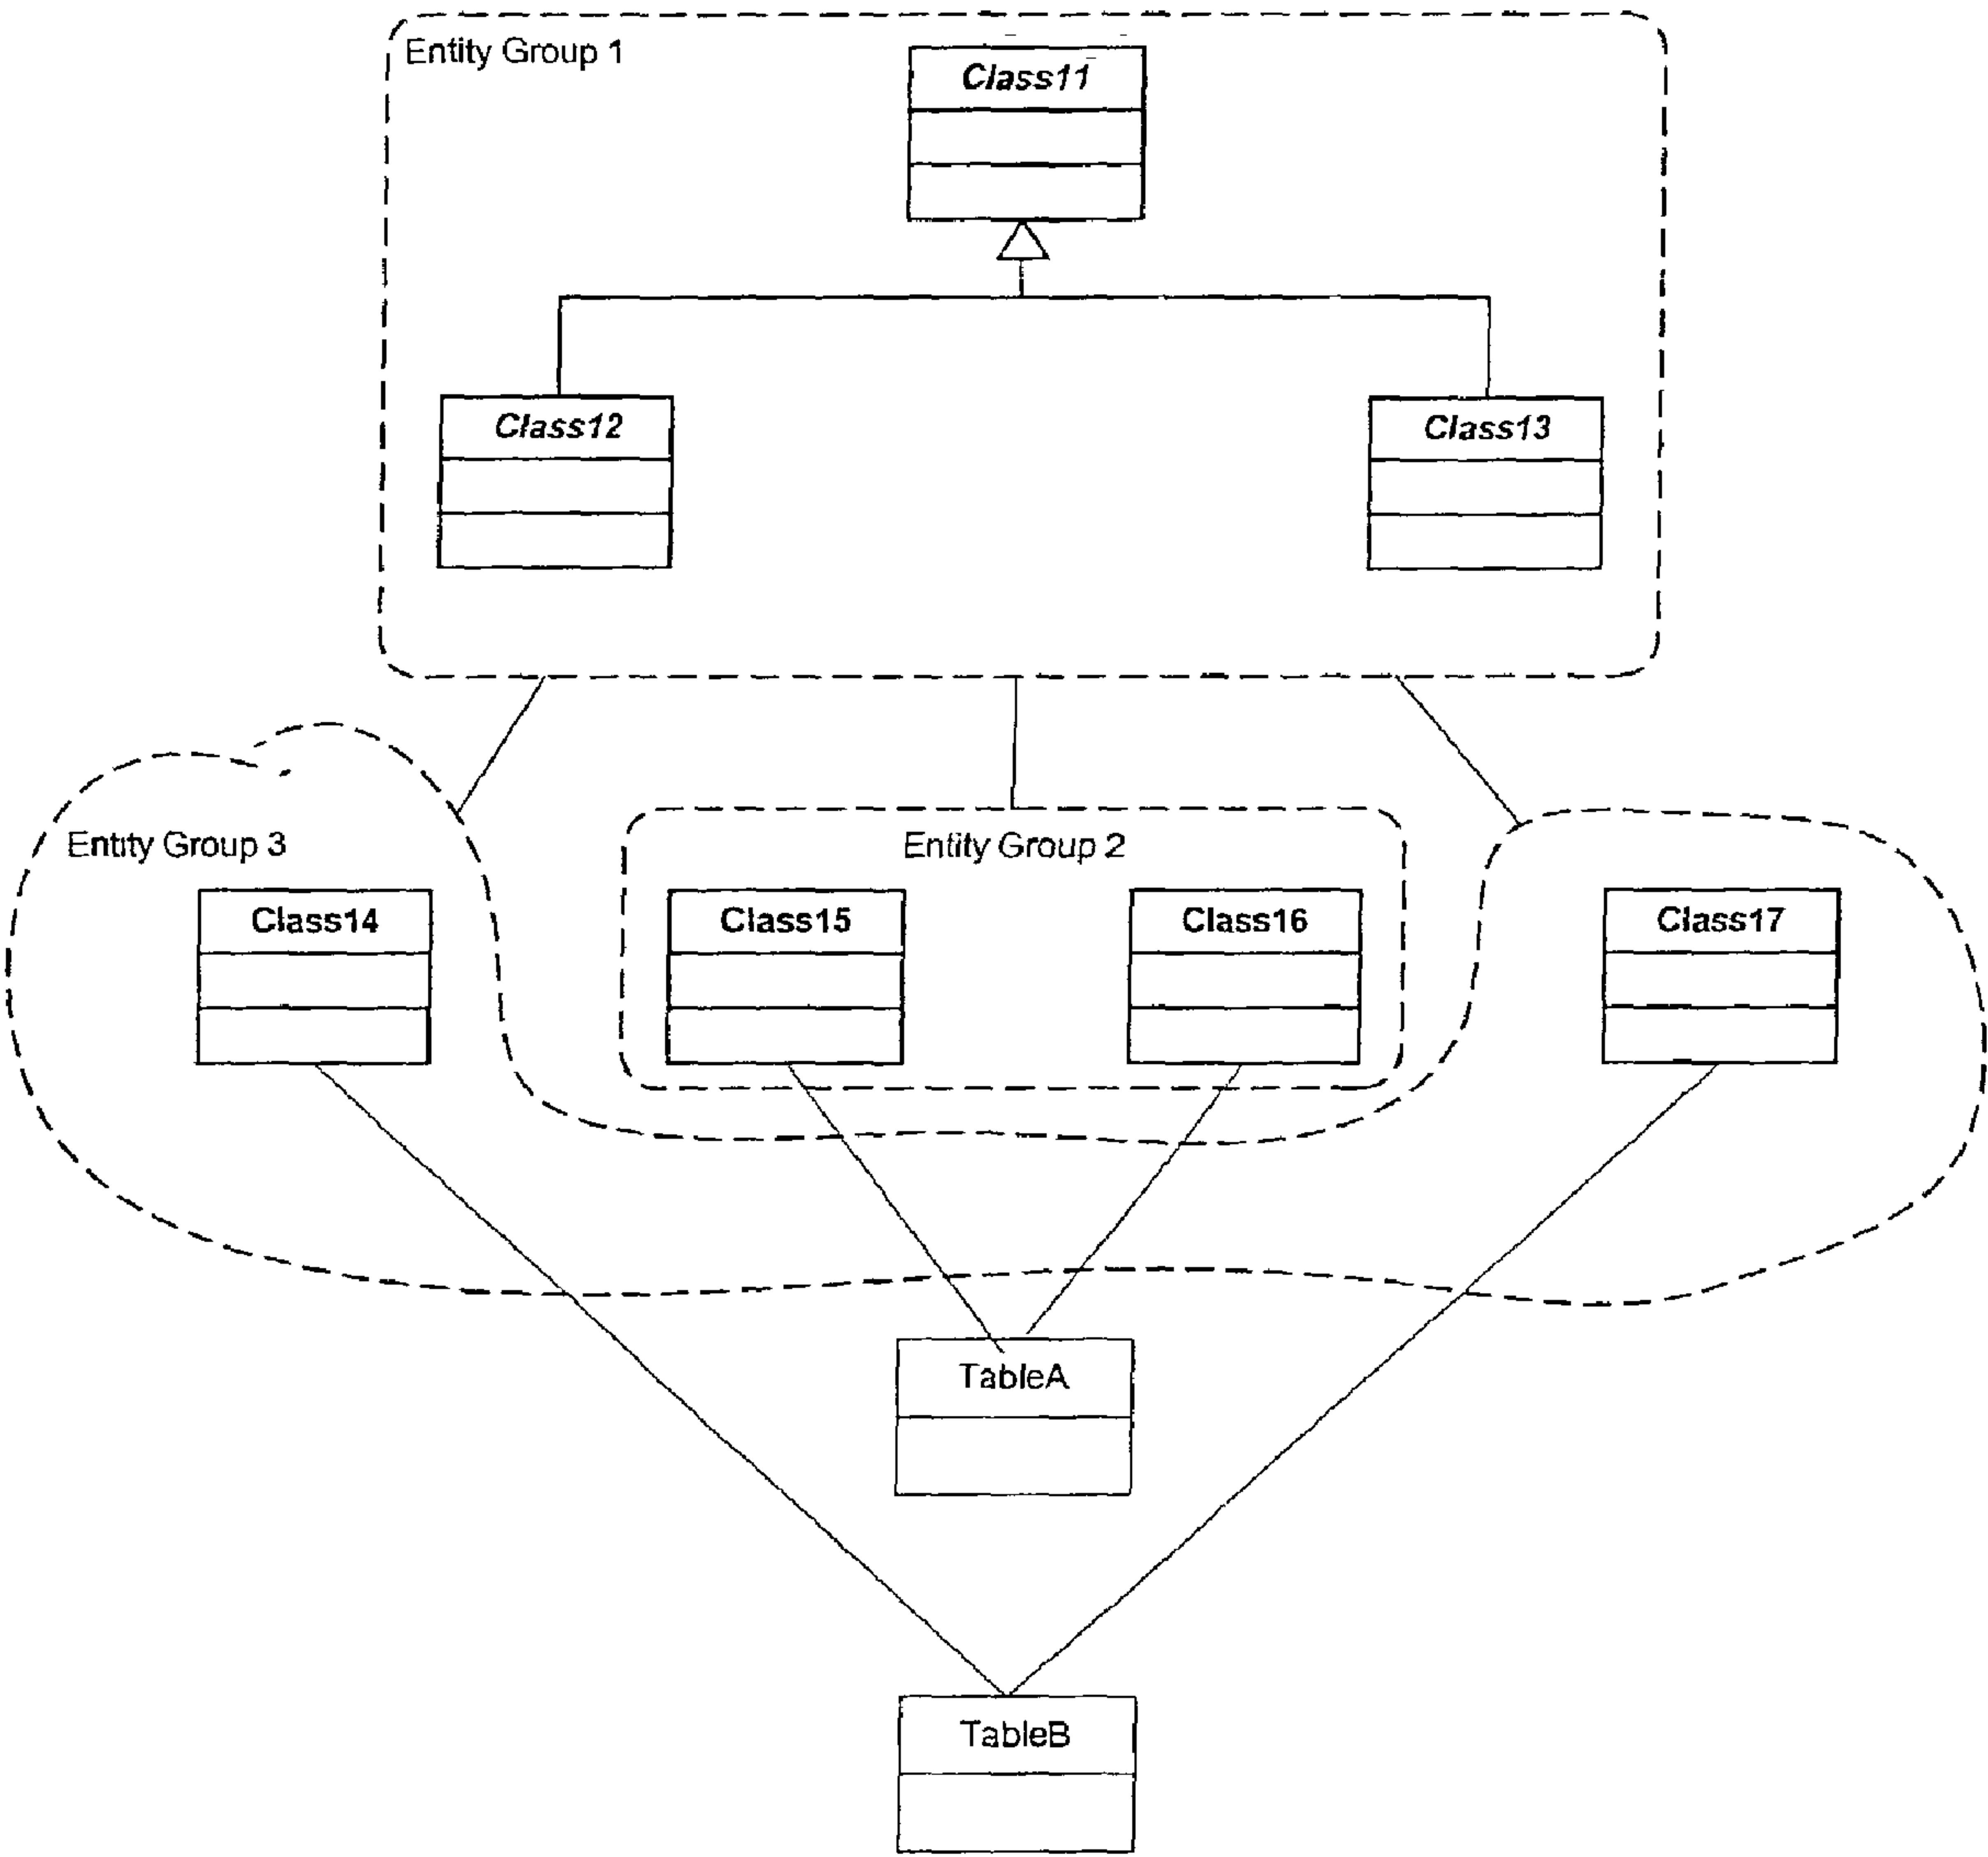 Entity Group 1
Class11
Class12
Class13
Entity Group 3
Entity Group 2
Class14
Class15
Class16
Class17
TableA
TableB